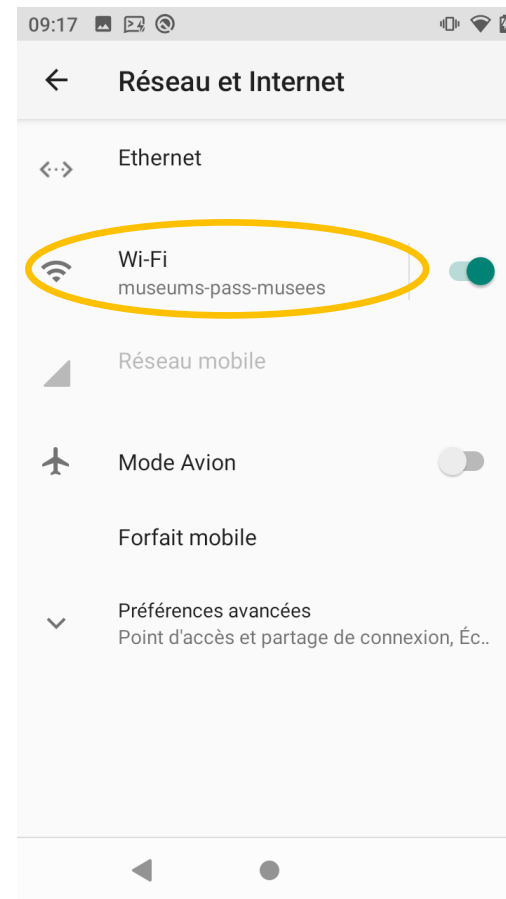 09:17
Réseau et Internet
Ethernet
Wi-Fi
museums-pass-musees
Réseau mobile
Mode Avion
Forfait mobile
Préférences avancées
Point d'accès et partage de connexion, Éc..